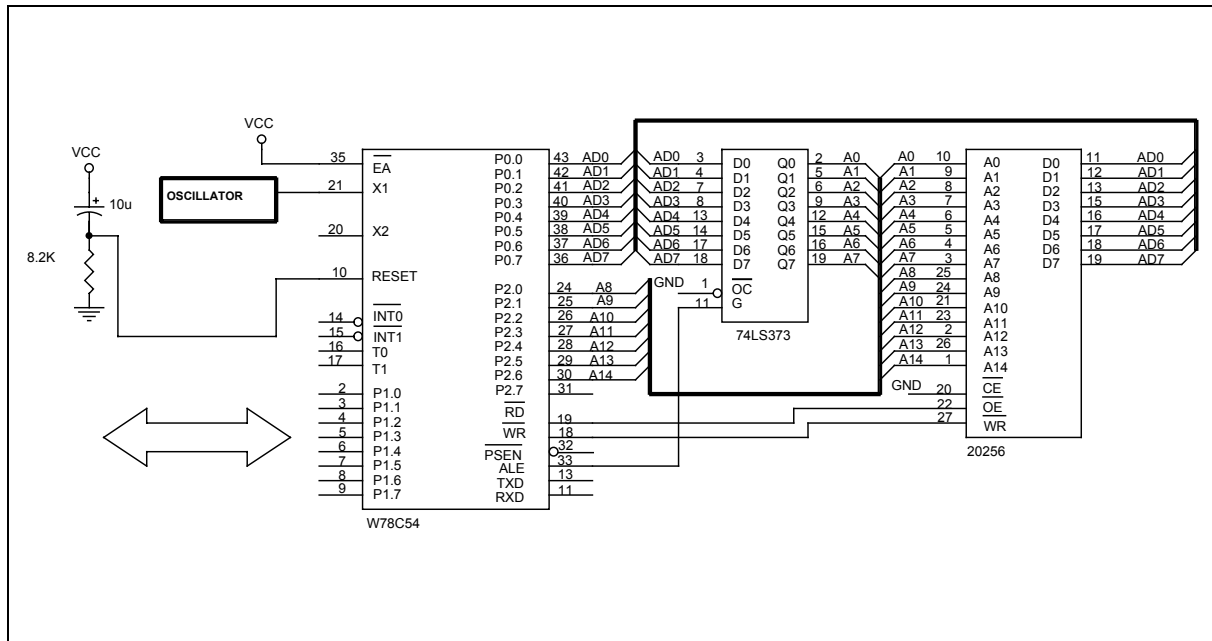 VCC
VCC
10u
8.2K
OSCILLATOR
35 EA
21 X1
20 X2
10 RESET
14 INT0
15 INT1
16 T0
17 T1
2 P1.0
3 P1.1
4 P1.2
5 P1.3
6 P1.4
7 P1.5
8 P1.6
9 P1.7
P0.0 43 AD0
P0.1 42 AD1
P0.2 41 AD2
P0.3 40 AD3
P0.4 39 AD4
P0.5 38 AD5
P0.6 37 AD6
P0.7 36 AD7
P2.0 24 A8
P2.1 25 A9
P2.2 26 A10
P2.3 27 A11
P2.4 28 A12
P2.5 29 A13
P2.6 30 A14
P2.7 31
RD 19
WR 18
PSEN 32
ALE 33
TXD 13
RXD 11
W78C54
AD0 3 D0 Q0 2 A0
AD1 4 D1 Q1 5 A1
AD2 7 D2 Q2 6 A2
AD3 8 D3 Q3 9 A3
AD4 13 D4 Q4 12 A4
AD5 14 D5 Q5 15 A5
AD6 17 D6 Q6 16 A6
AD7 18 D7 Q7 19 A7
GND 1 OC
11 G
74LS373
A0 10 A0 D0 11 AD0
A1 9 A1 D1 12 AD1
A2 8 A2 D2 13 AD2
A3 7 A3 D3 15 AD3
A4 6 A4 D4 16 AD4
A5 5 A5 D5 17 AD5
A6 4 A6 D6 18 AD6
A7 3 A7 D7 19 AD7
A8 25 A8
A9 24 A9
A10 21 A10
A11 23 A11
A12 2 A12
A13 26 A13
A14 1 A14
GND 20 CE
22 OE
27 WR
20256